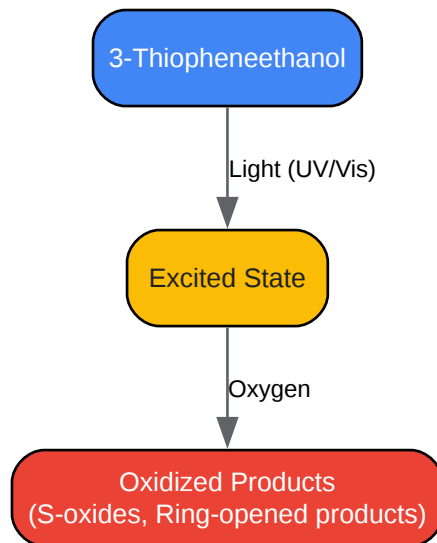 3-Thiopheneethanol
Light (UV/Vis)
Excited State
Oxygen
Oxidized Products
(S-oxides, Ring-opened products)